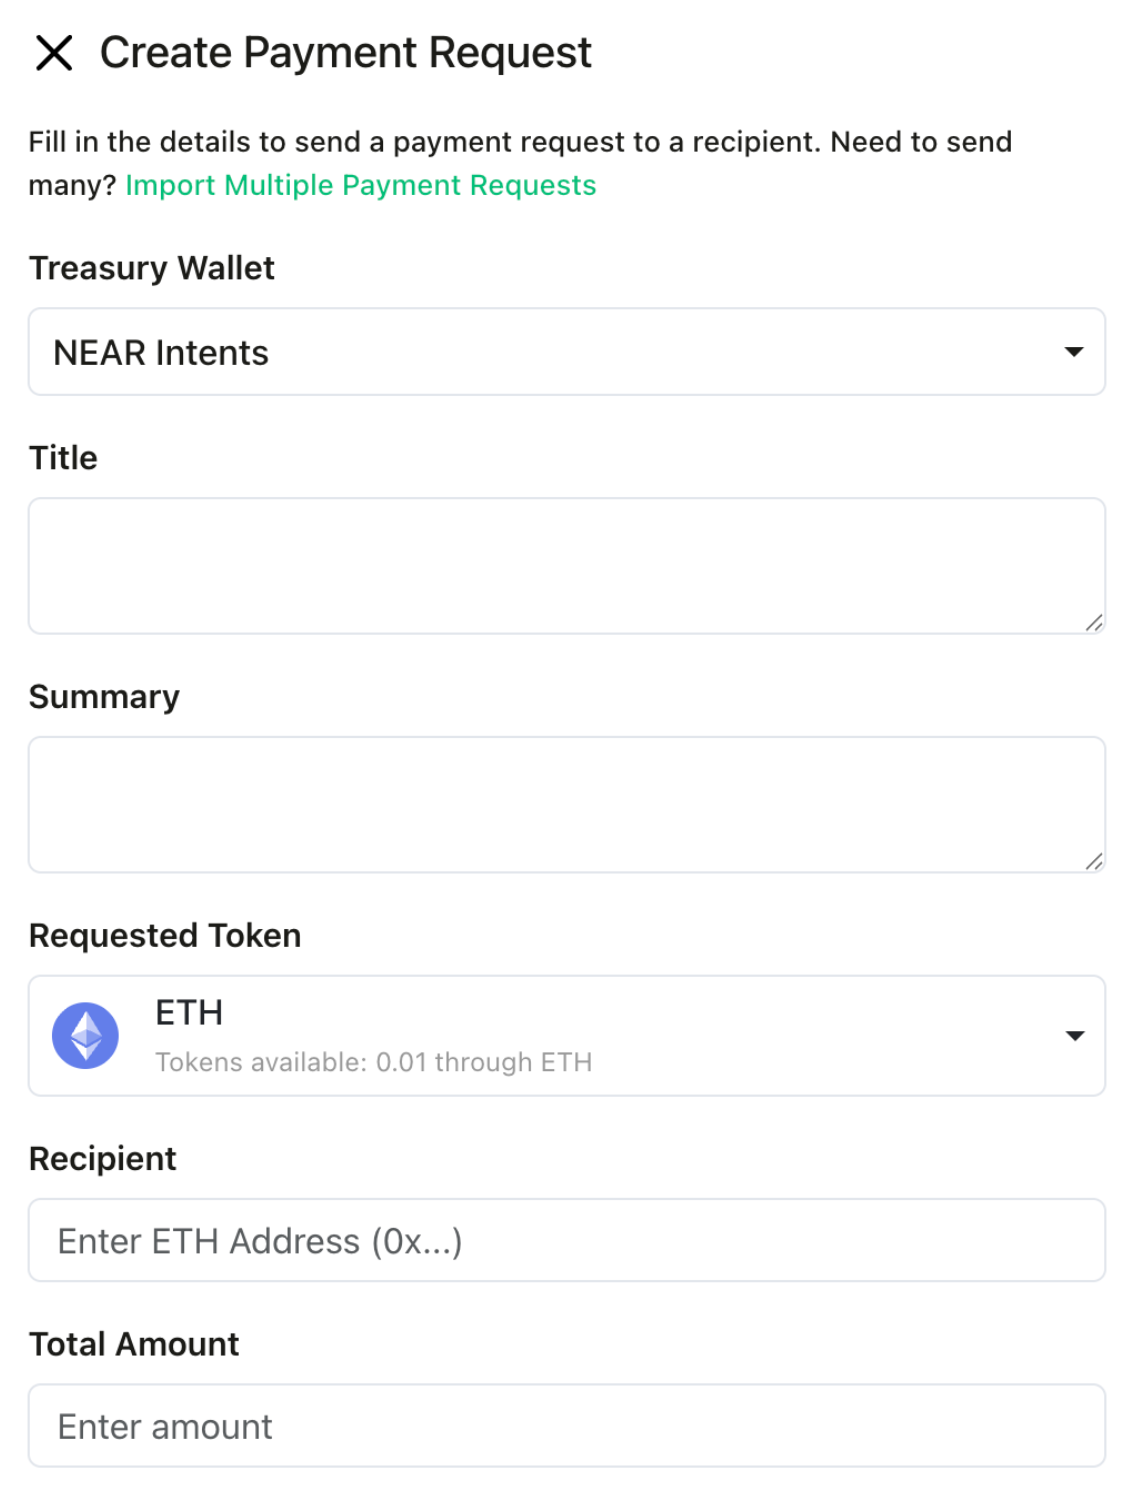 Create Payment Request
Fill in the details to send a payment request to a recipient. Need to send
many? Import Multiple Payment Requests
Treasury Wallet
NEAR Intents
Title
Summary
Requested Token
ETH
Tokens available: 0.01 through ETH
Recipient
Enter ETH Address (0x...)
Total Amount
Enter amount